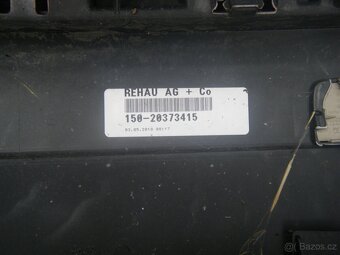 REHAU AG + Co
150-20373415
© Bazos.cz